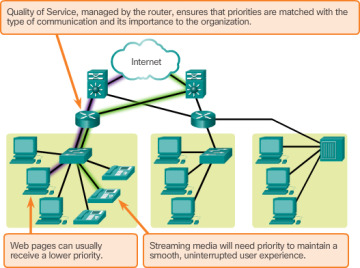 Quality of Service, managed by the router, ensures that priorities are matched with the
type of communication and its importance to the organization.
Internet
Web pages can usually
receive a lower priority.
Streaming media will need priority to maintain a
smooth, uninterrupted user experience.